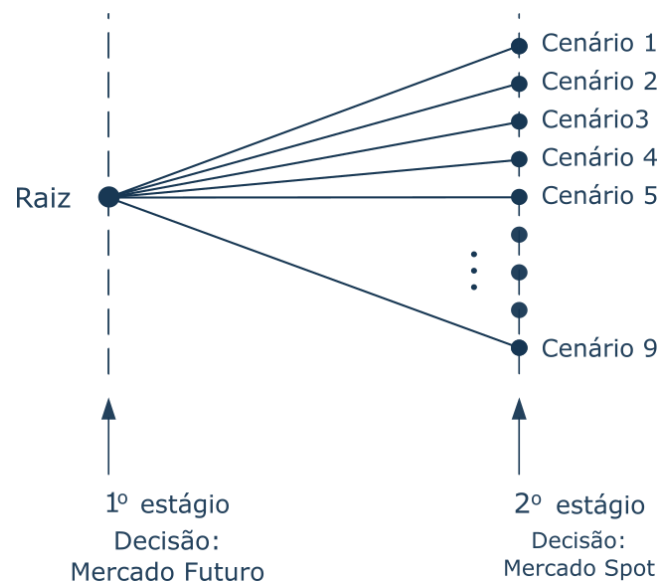 Cenário 1
Cenário 2
Cenário3
Cenário 4
Raiz
Cenário 5
Cenário 9
1º estágio
Decisão:
Mercado Futuro
2º estágio
Decisão:
Mercado Spot